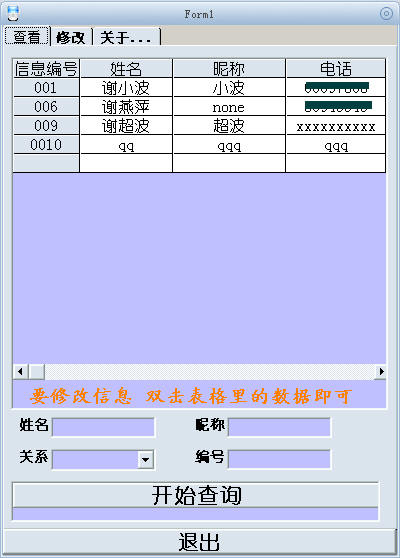 Form1
查看 修改 关于...
信息编号 姓名 昵称 电话
001 谢小波 小波
006 谢燕萍 none
009 谢超波 超波 xxxxxxxxxx
0010 qq qqq qqq
要修改信息 双击表格里的数据即可
姓名 昵称
关系 编号
开始查询
退出